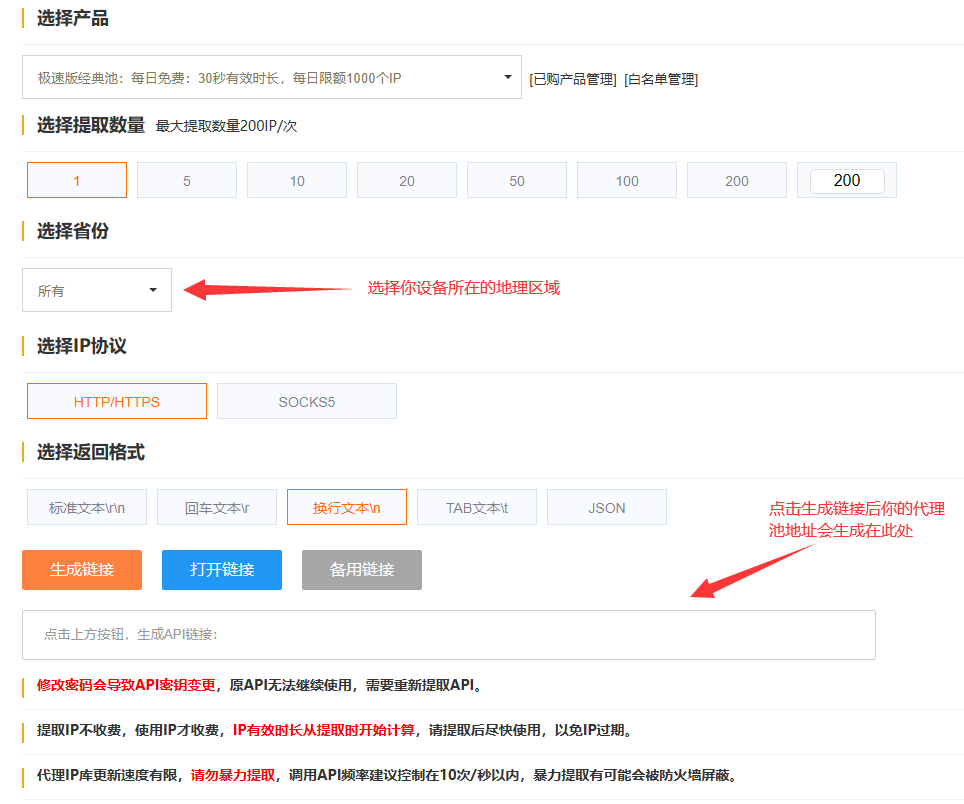 选择产品
极速版经典池：每日免费：30秒有效时长，每日限额1000个IP [已购产品管理] [白名单管理]
选择提取数量 最大提取数量200IP/次
1 5 10 20 50 100 200 200
选择省份
所有 选择你设备所在的地理区域
选择IP协议
HTTP/HTTPS SOCKS5
选择返回格式
标准文本\r\n 回车文本\r 换行文本\n TAB文本\t JSON
点击生成链接后你的代理
池地址会生成在此处
生成链接 打开链接 备用链接
点击上方按钮，生成API链接：
修改密码会导致API密钥变更，原API无法继续使用，需要重新提取API。
提取IP不收费，使用IP才收费，IP有效时长从提取时开始计算，请提取后尽快使用，以免IP过期。
代理IP库更新速度有限，请勿暴力提取，调用API频率建议控制在10次/秒以内，暴力提取有可能会被防火墙屏蔽。